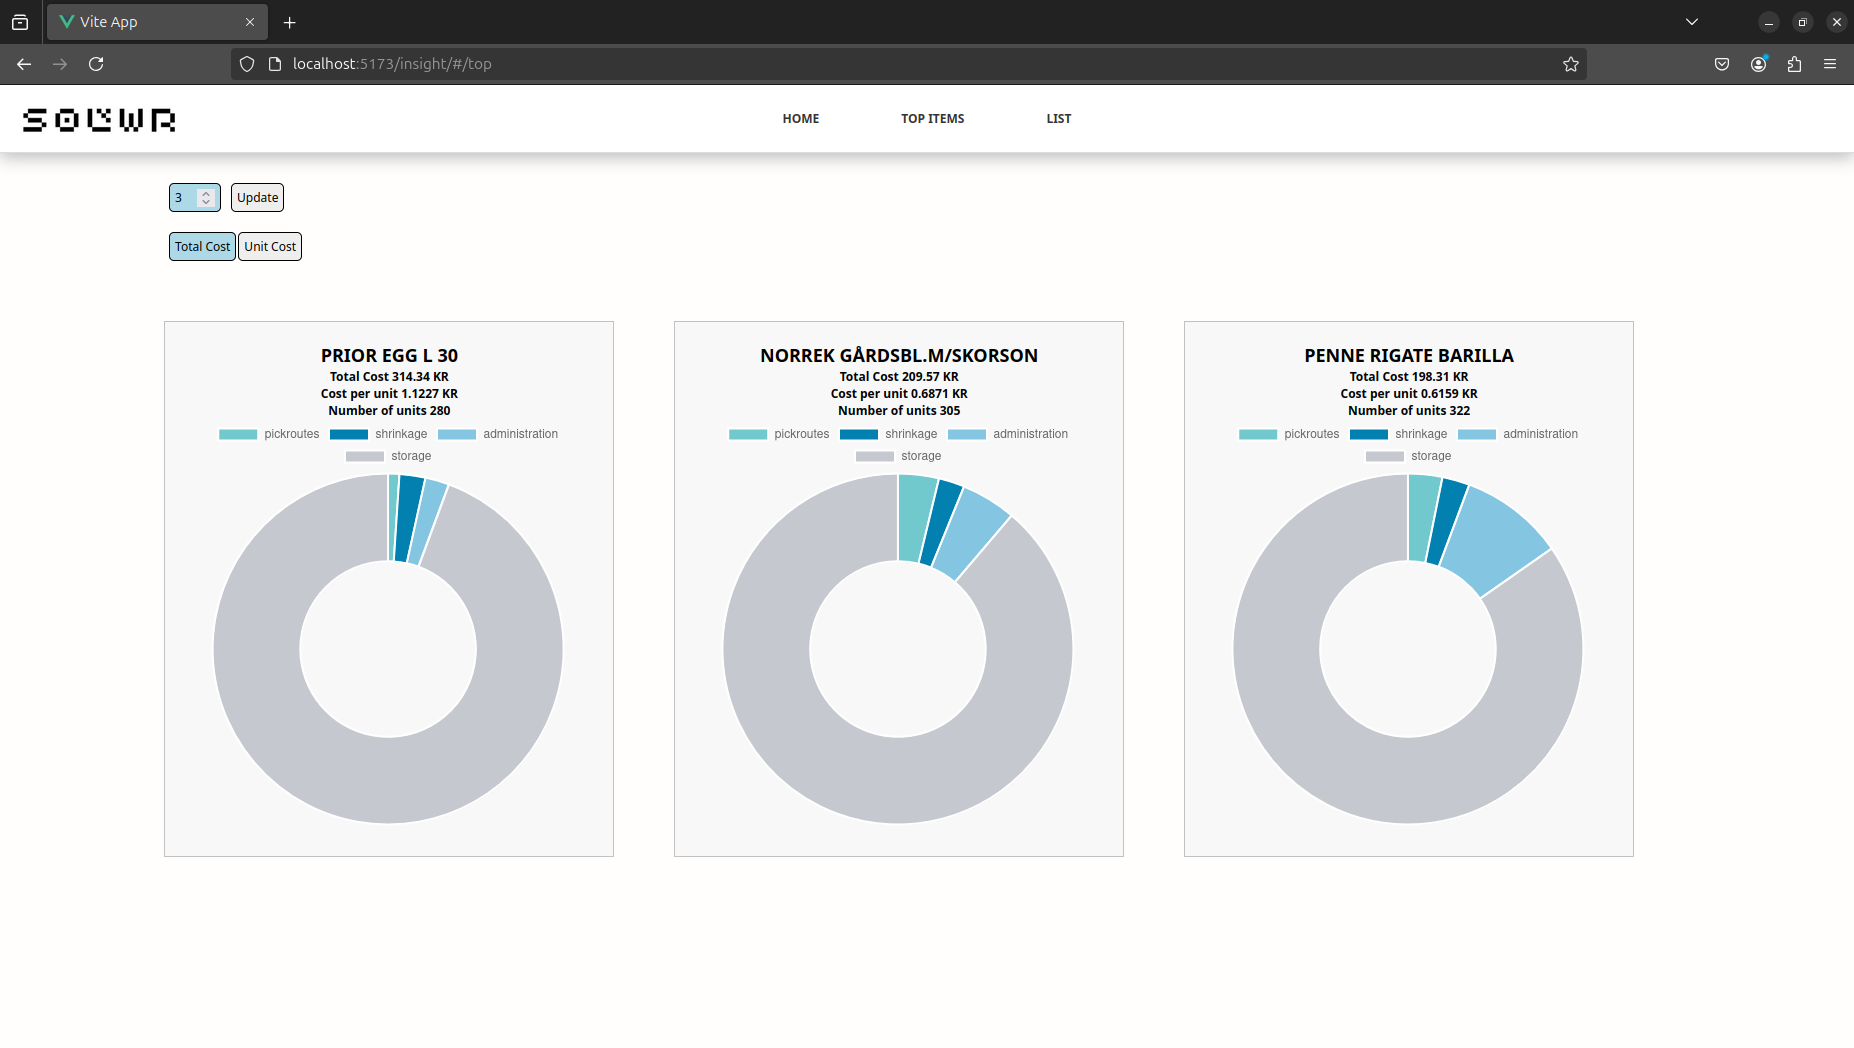 Vite App
localhost:5173/insight/#/top
SOLWR
HOME
TOP ITEMS
LIST
3
Update
Total Cost
Unit Cost
PRIOR EGG L 30
Total Cost 314.34 KR
Cost per unit 1.1227 KR
Number of units 280
pickroutes
shrinkage
administration
storage
NORREK GÅRDSBL.M/SKORSON
Total Cost 209.57 KR
Cost per unit 0.6871 KR
Number of units 305
pickroutes
shrinkage
administration
storage
PENNE RIGATE BARILLA
Total Cost 198.31 KR
Cost per unit 0.6159 KR
Number of units 322
pickroutes
shrinkage
administration
storage